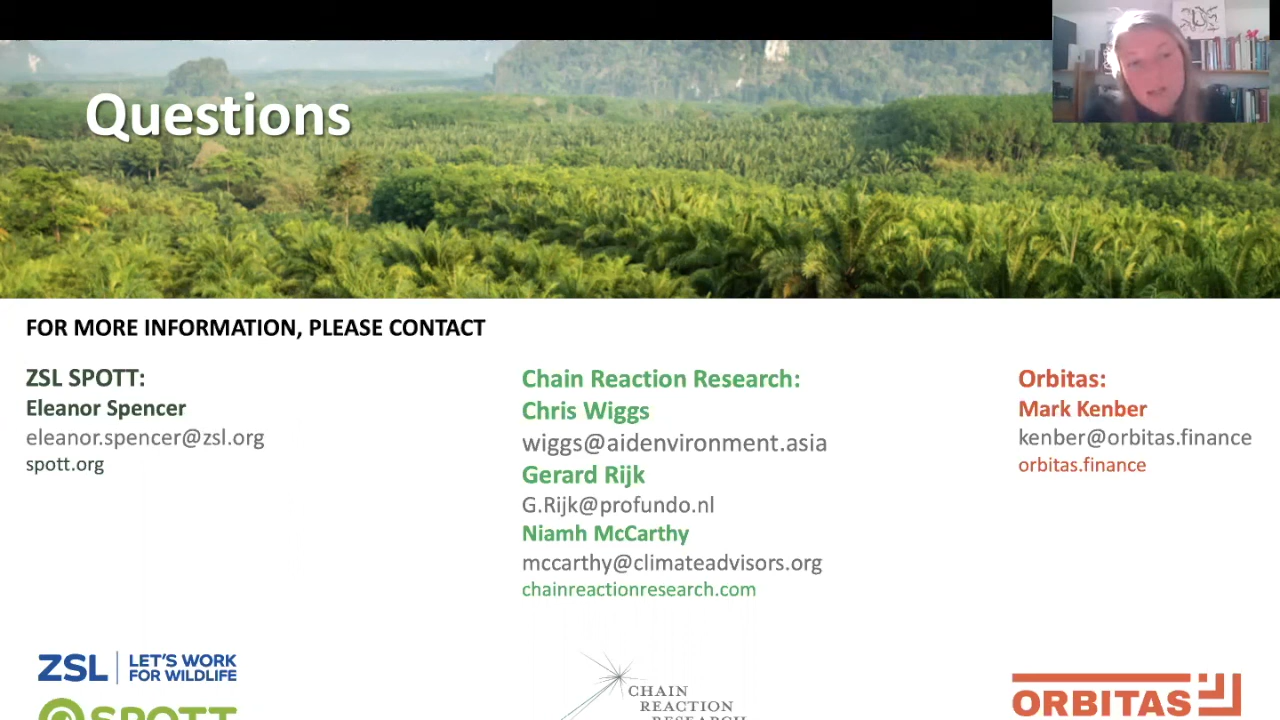 Questions
FOR MORE INFORMATION, PLEASE CONTACT
ZSL SPOTT:
Eleanor Spencer
eleanor.spencer@zsl.org
spott.org
Chain Reaction Research:
Chris Wiggs
wiggs@aidenvironment.asia
Gerard Rijk
G.Rijk@profundo.nl
Niamh McCarthy
mccarthy@climateadvisors.org
chainreactionresearch.com
Orbitas:
Mark Kenber
kenber@orbitas.finance
orbitas.finance
ZSL
LET'S WORK
FOR WILDLIFE
SPOTT
CHAIN
REACTION
RESEARCH
ORBITAS